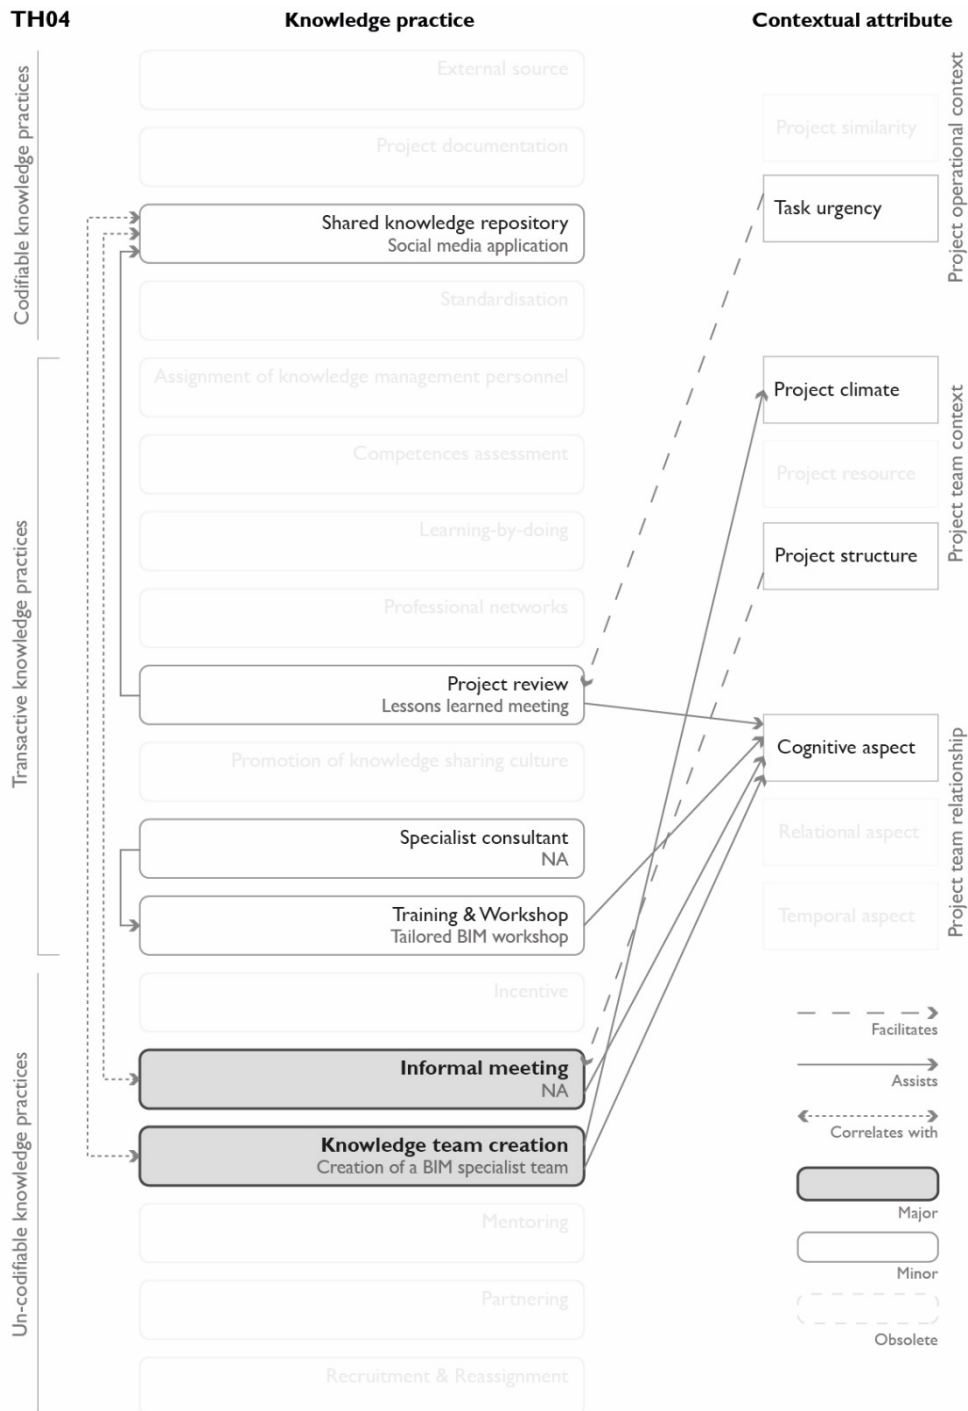 TH04
Knowledge practice
Contextual attribute
Codifiable knowledge practices
External source
Project documentation
Shared knowledge repository
Social media application
Standardisation
Transactive knowledge practices
Assignment of knowledge management personnel
Competences assessment
Learning-by-doing
Professional networks
Project review
Lessons learned meeting
Promotion of knowledge sharing culture
Specialist consultant
NA
Training & Workshop
Tailored BIM workshop
Un-codifiable knowledge practices
Incentive
Informal meeting
NA
Knowledge team creation
Creation of a BIM specialist team
Mentoring
Partnering
Recruitment & Reassignment
Project operational context
Project similarity
Task urgency
Project team context
Project climate
Project resource
Project structure
Project team relationship
Cognitive aspect
Relational aspect
Temporal aspect
Facilitates
Assists
Correlates with
Major
Minor
Obsolete